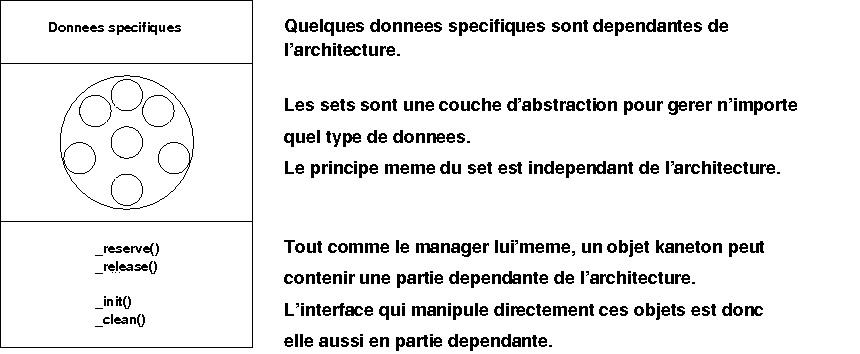 Donnees specifiques
Quelques donnees specifiques sont dependantes de
l'architecture.
Les sets sont une couche d'abstraction pour gerer n'importe
quel type de donnees.
Le principe meme du set est independant de l'architecture.
_reserve()
_release()
_init()
_clean()
Tout comme le manager lui'meme, un objet kaneton peut
contenir une partie dependante de l'architecture.
L'interface qui manipule directement ces objets est donc
elle aussi en partie dependante.